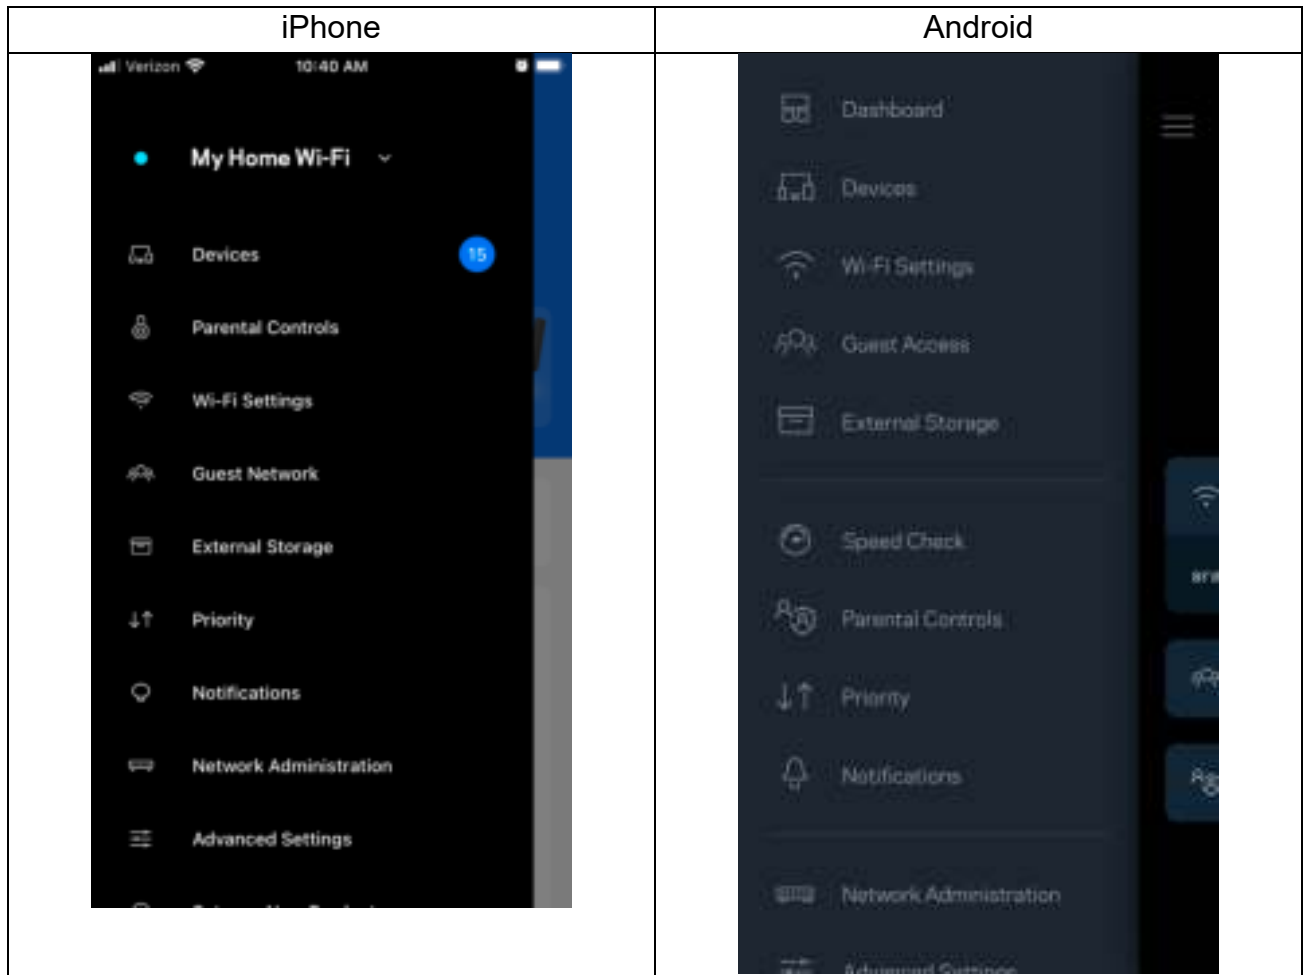 iPhone
Android
Verizon
10:40 AM
My Home Wi-Fi
Devices
15
Parental Controls
Wi-Fi Settings
Guest Network
External Storage
Priority
Notifications
Network Administration
Advanced Settings
Dashboard
Devices
Wi-Fi Settings
Guest Access
External Storage
Speed Check
Parental Controls
Priority
Notifications
Network Administration
Advanced Settings